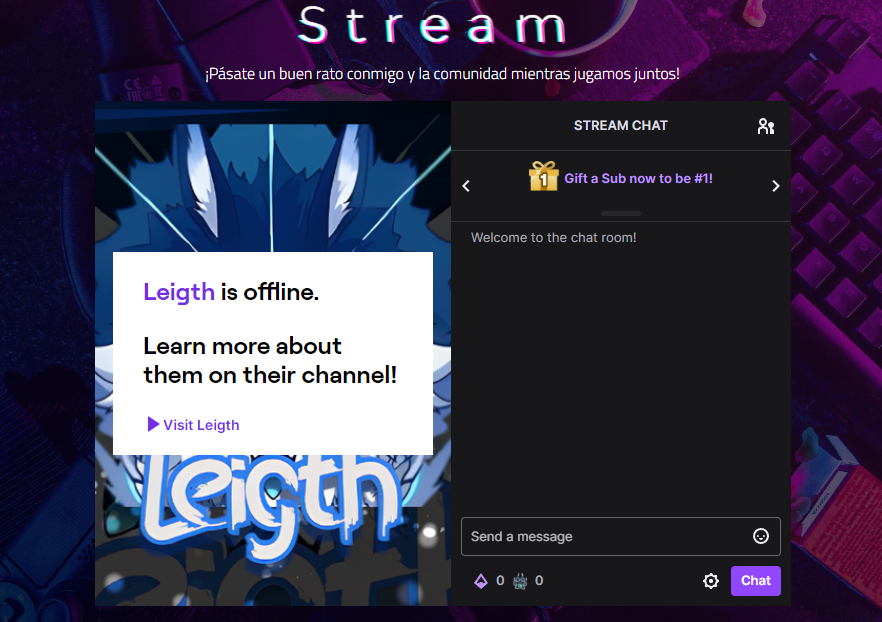 Stream
¡Pásate un buen rato conmigo y la comunidad mientras jugamos juntos!
STREAM CHAT
1
Gift a Sub now to be #1!
Welcome to the chat room!
Leigth is offline.
Learn more about
them on their channel!
Visit Leigth
Leigth
Send a message
0
0
Chat